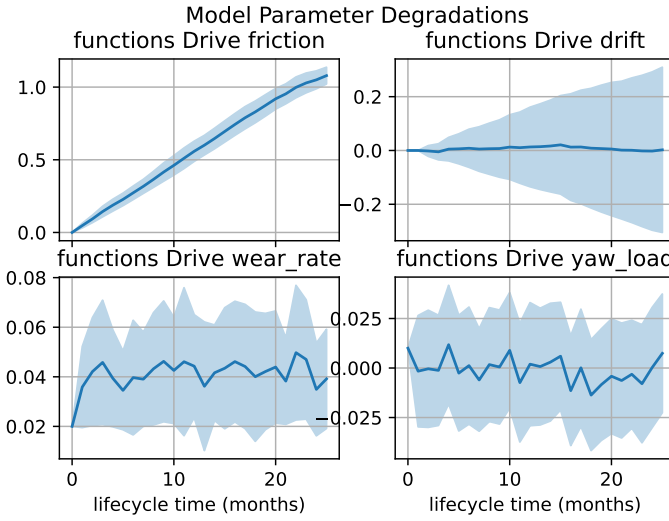 Model Parameter Degradations
functions Drive friction
functions Drive drift
1.0
0.5
0.0
0.2
0.0
−0.2
functions Drive wear_rate
functions Drive yaw_load
0.08
0.06
0.04
0.02
0.025
0.000
−0.025
0
10
20
0
10
20
lifecycle time (months)
lifecycle time (months)